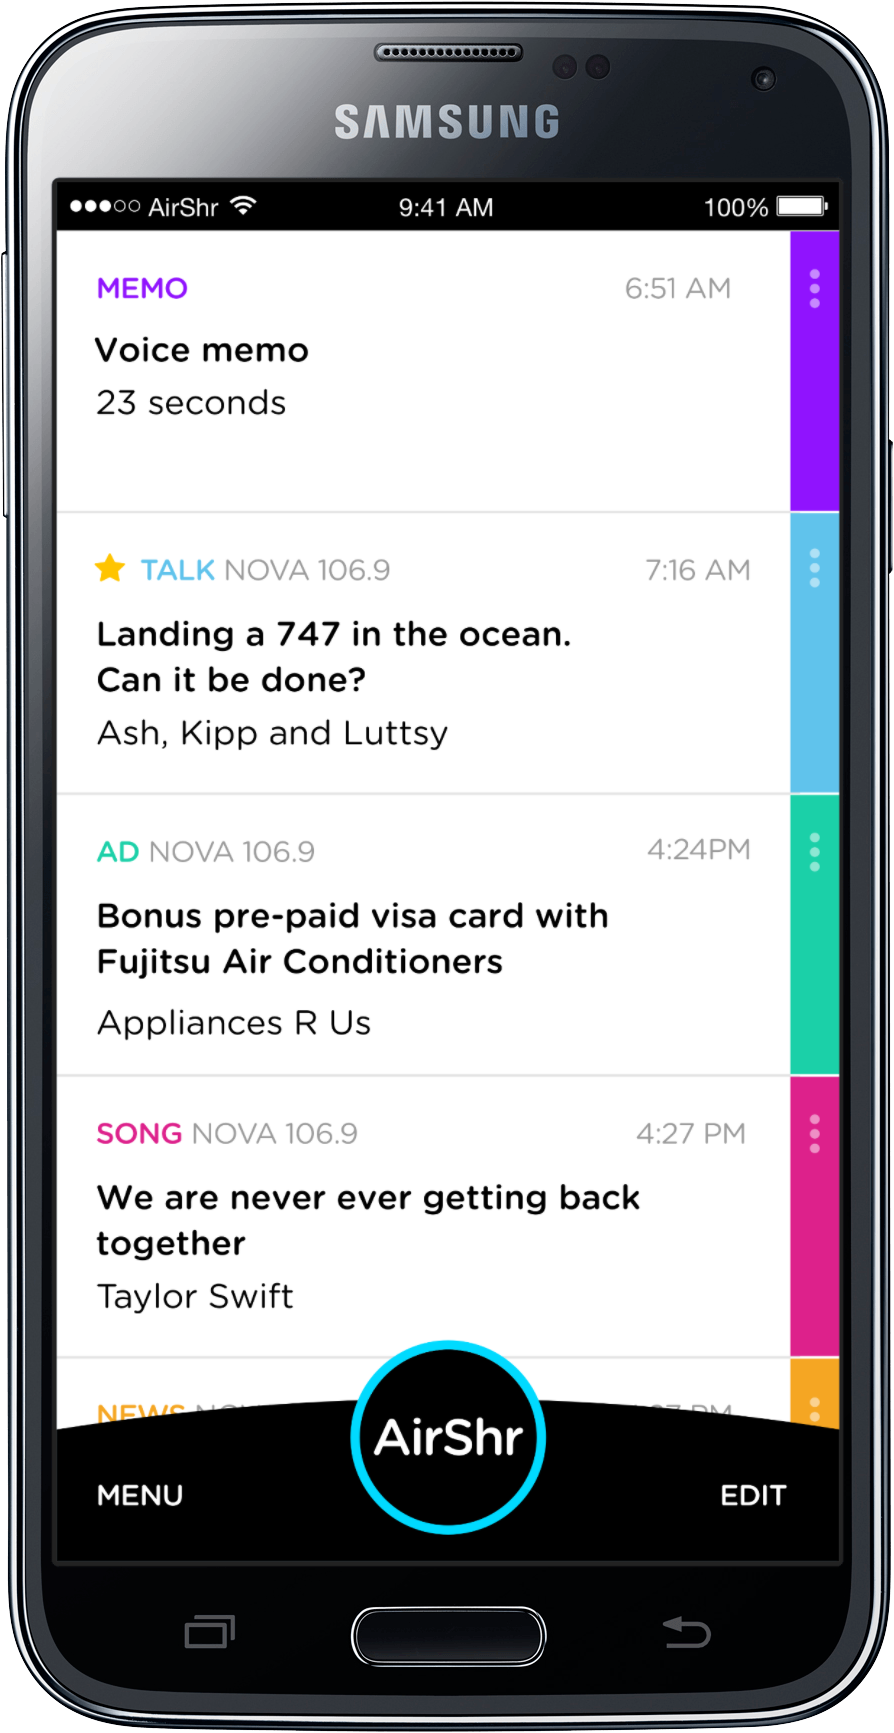 SAMSUNG
AirShr 9:41 AM 100%
MEMO 6:51 AM
Voice memo
23 seconds
TALK NOVA 106.9 7:16 AM
Landing a 747 in the ocean.
Can it be done?
Ash, Kipp and Luttsy
AD NOVA 106.9 4:24PM
Bonus pre-paid visa card with
Fujitsu Air Conditioners
Appliances R Us
SONG NOVA 106.9 4:27 PM
We are never ever getting back
together
Taylor Swift
NEWS PM
AirShr
MENU EDIT